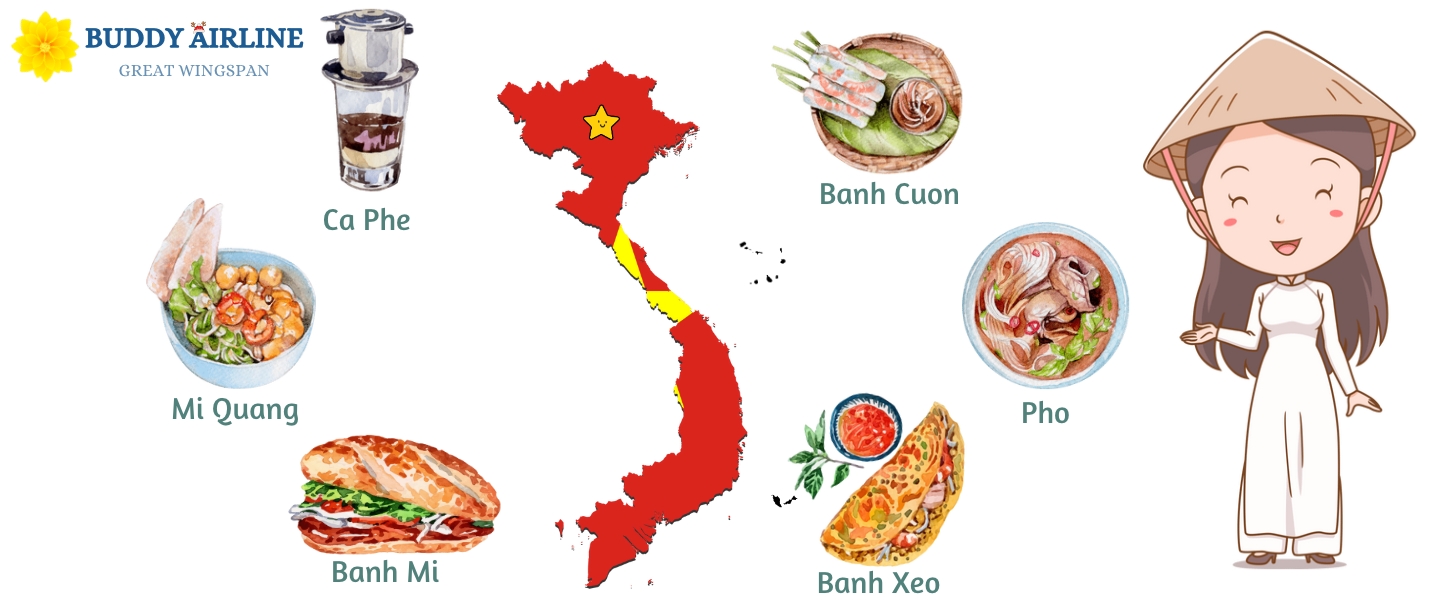 BUDDY AIRLINE
GREAT WINGSPAN
Ca Phe
Banh Cuon
Mi Quang
Pho
Banh Mi
Banh Xeo